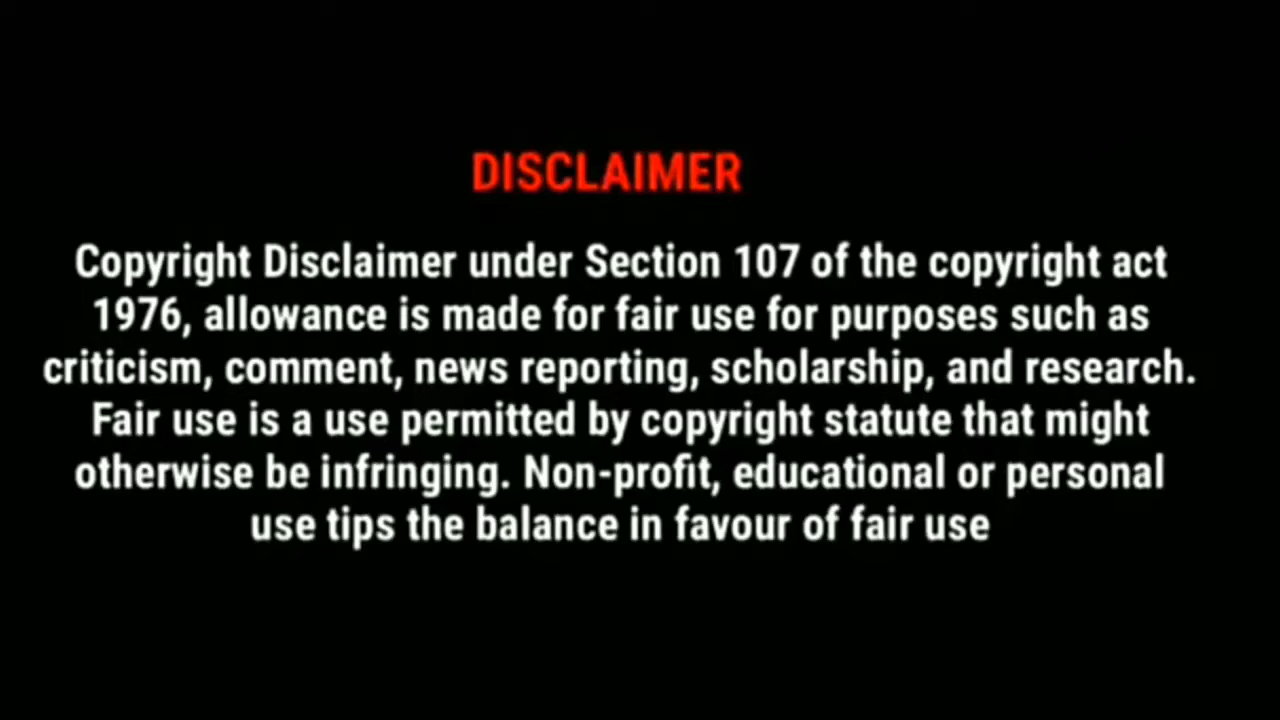 DISCLAIMER
Copyright Disclaimer under Section 107 of the copyright act
1976, allowance is made for fair use for purposes such as
criticism, comment, news reporting, scholarship, and research.
Fair use is a use permitted by copyright statute that might
otherwise be infringing. Non-profit, educational or personal
use tips the balance in favour of fair use